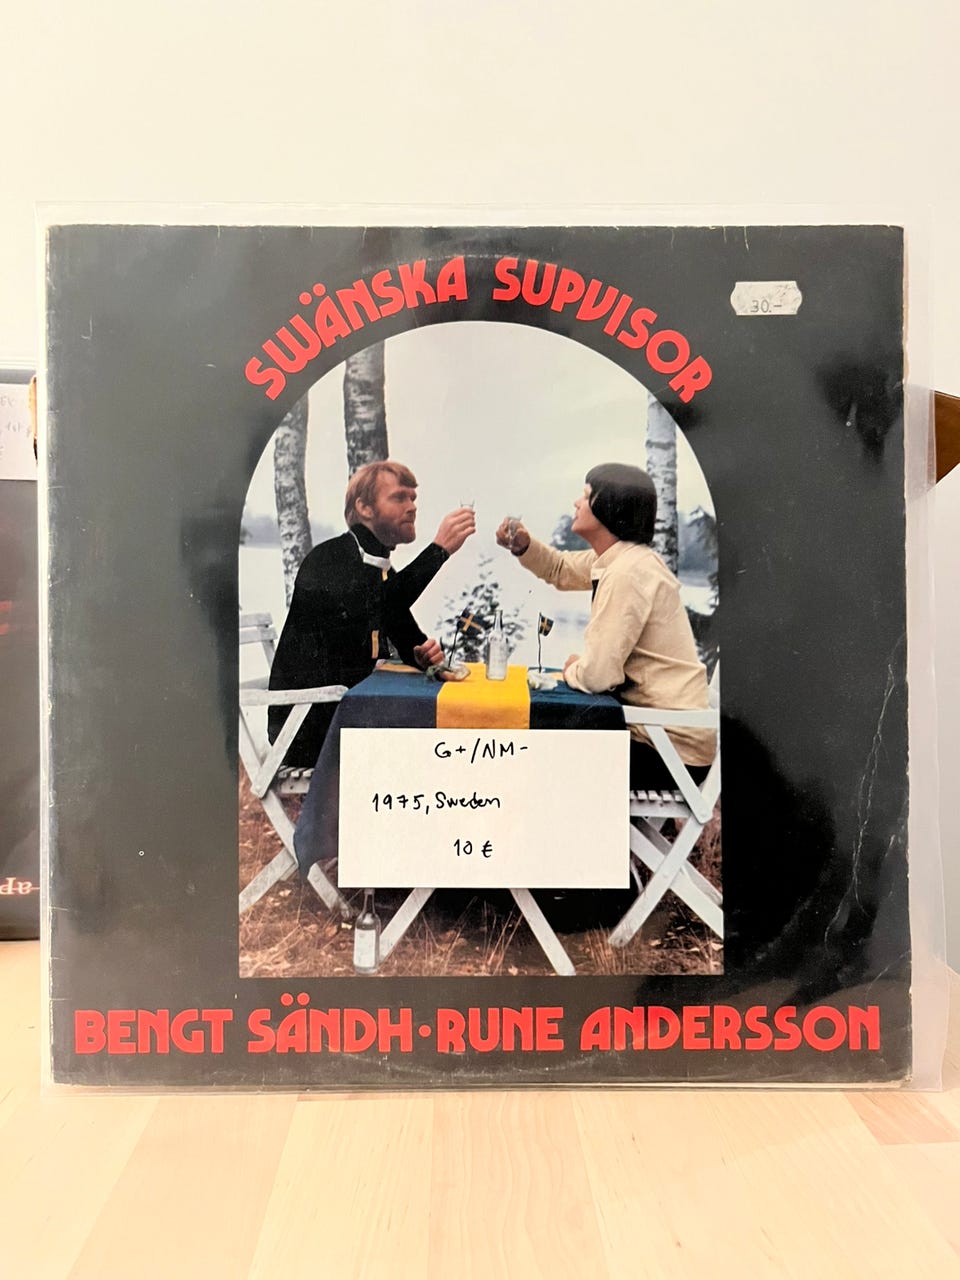 SWÄNSKA SUPVISOR
30.-
G+/NM-
1975, Sweden
10 €
BENGT SÄNDH · RUNE ANDERSSON